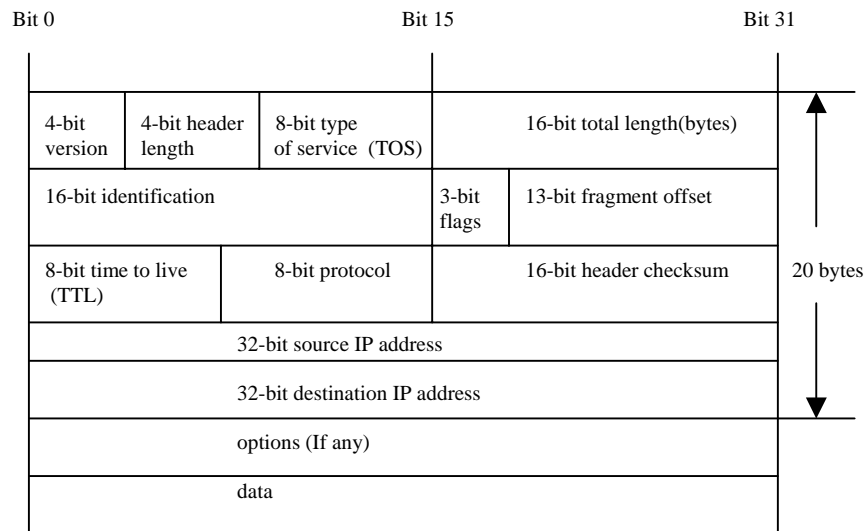 Bit 0 Bit 15 Bit 31
4-bit version
4-bit header length
8-bit type of service (TOS)
16-bit total length(bytes)
16-bit identification
3-bit flags
13-bit fragment offset
8-bit time to live (TTL)
8-bit protocol
16-bit header checksum
20 bytes
32-bit source IP address
32-bit destination IP address
options (If any)
data